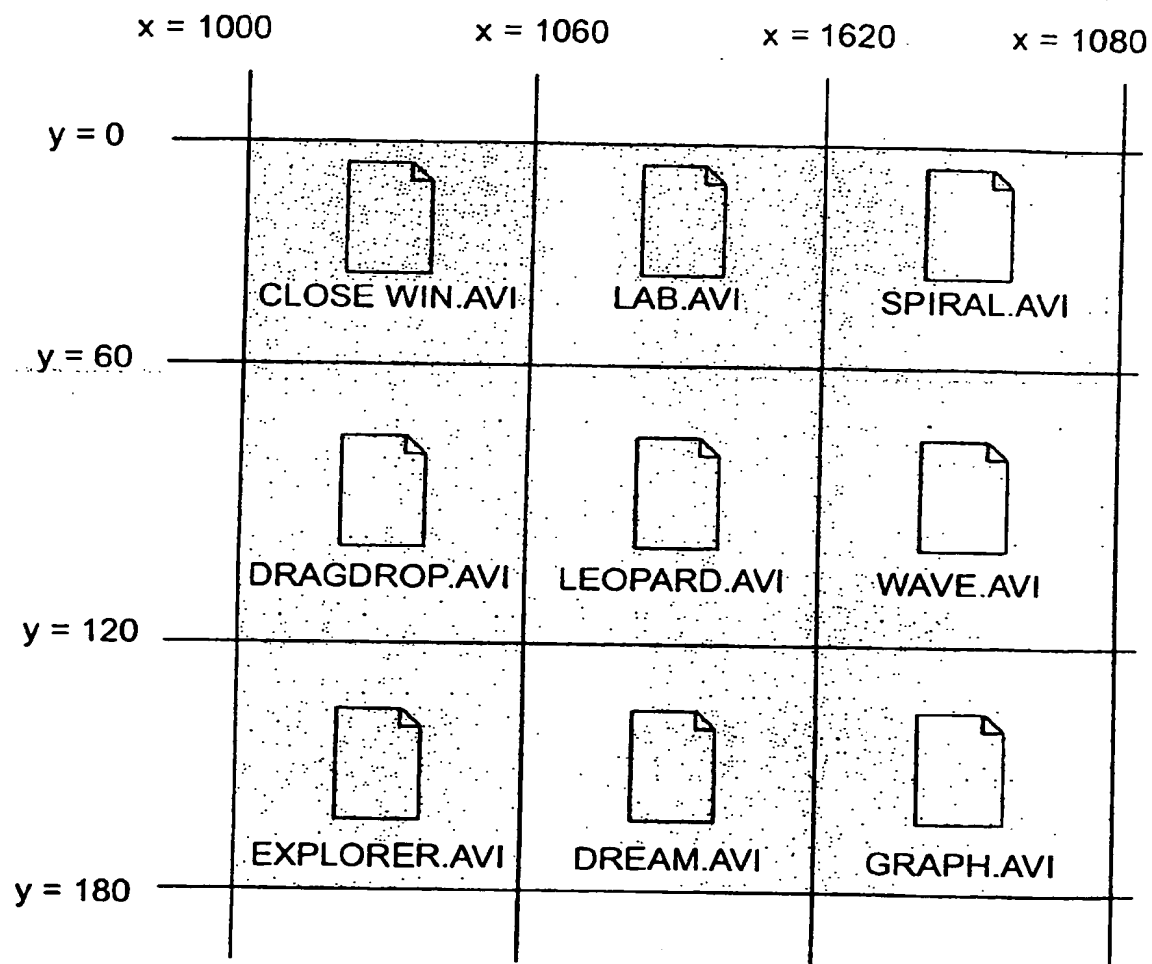 x = 1000 x = 1060 x = 1620 x = 1080
y = 0
CLOSE WIN.AVI LAB.AVI SPIRAL.AVI
y = 60
DRAGDROP.AVI LEOPARD.AVI WAVE.AVI
y = 120
EXPLORER.AVI DREAM.AVI GRAPH.AVI
y = 180